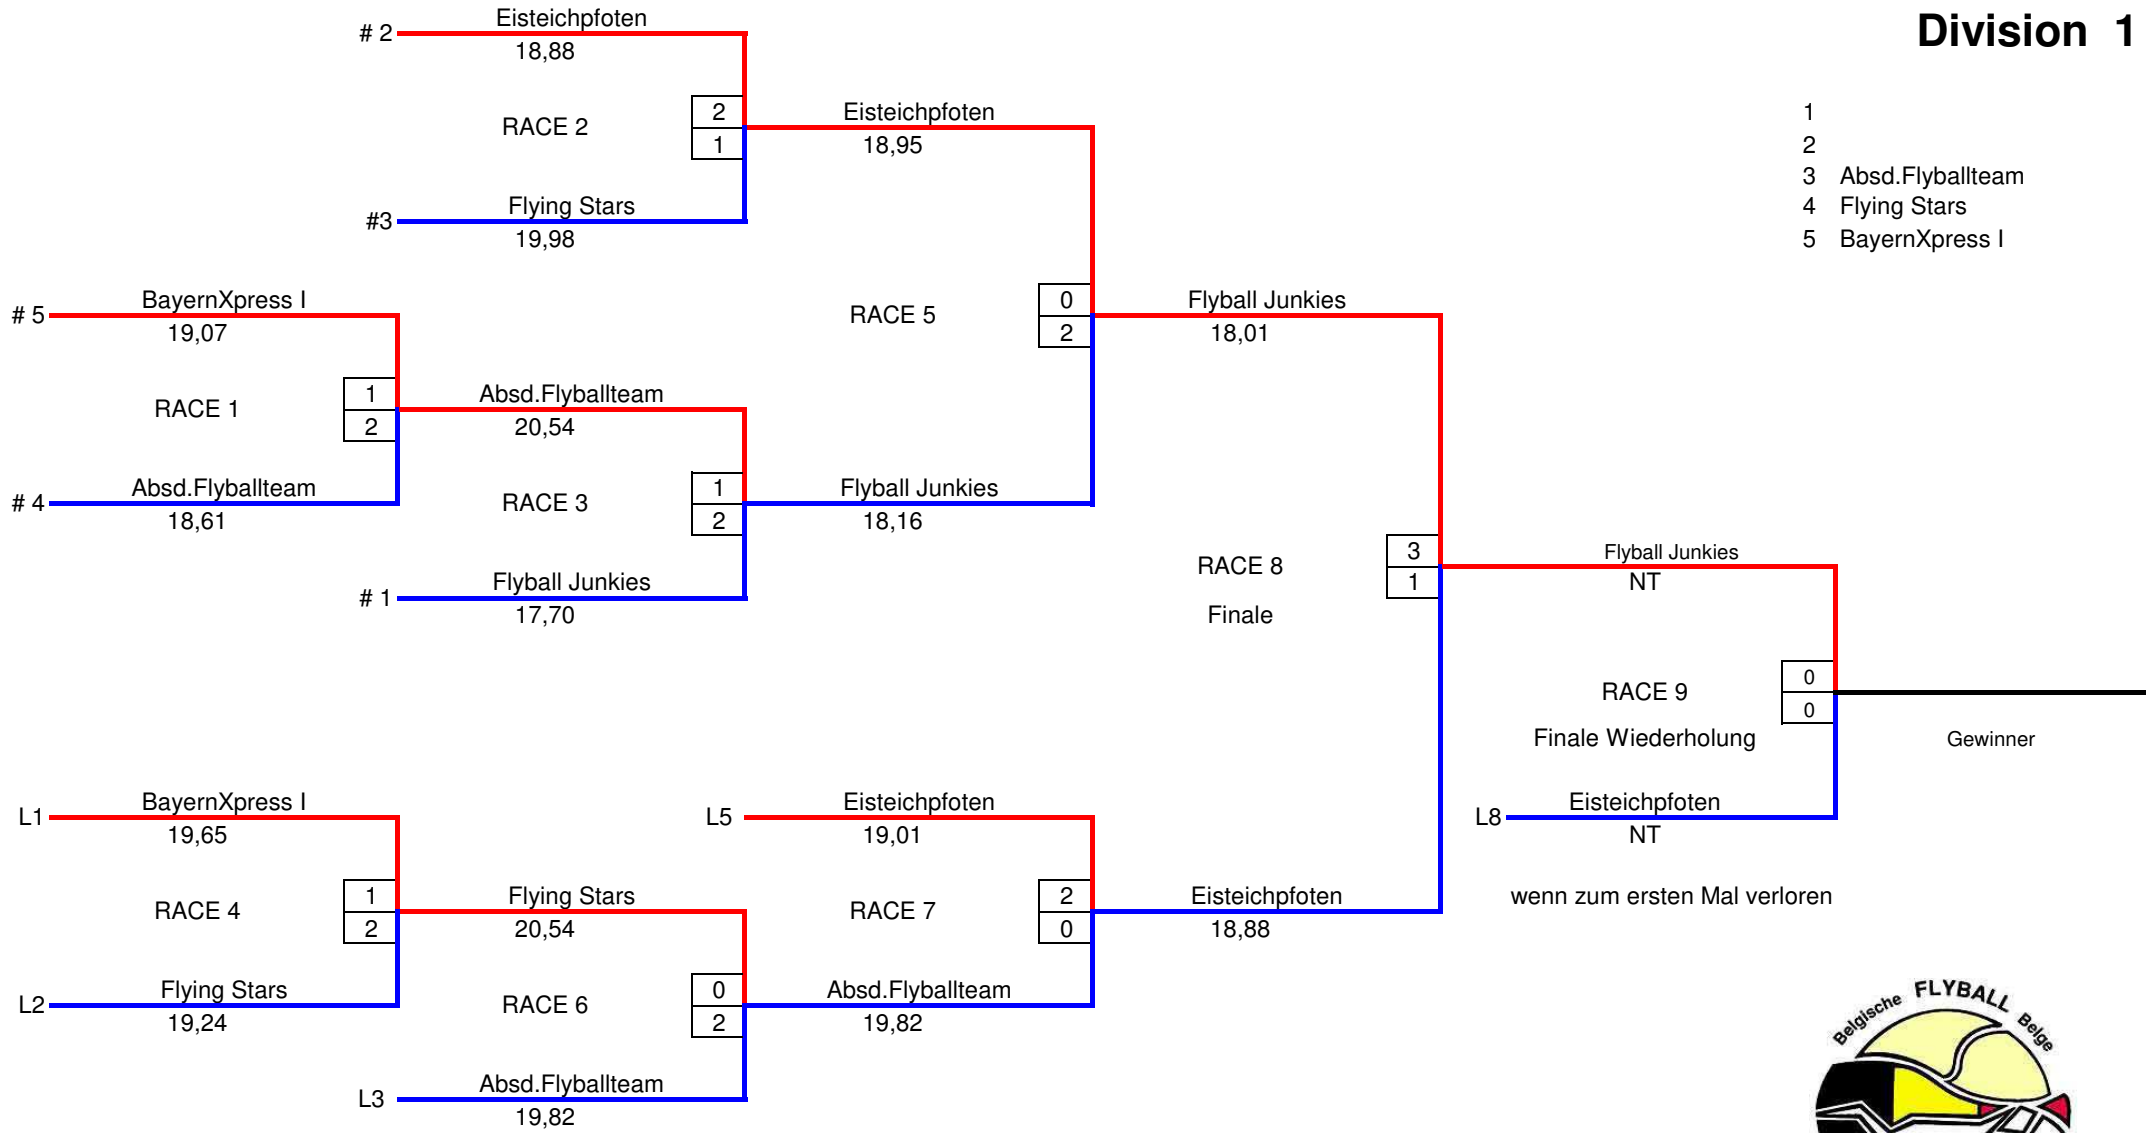 Division 1
Eisteichpfoten
# 2
18,88
2
RACE 2
1
Eisteichpfoten
18,95
Flying Stars
#3
19,98
1
2
3 Absd.Flyballteam
4 Flying Stars
5 BayernXpress I
BayernXpress I
# 5
19,07
RACE 5
0
2
Flyball Junkies
18,01
RACE 1
1
2
Absd.Flyballteam
20,54
Absd.Flyballteam
# 4
18,61
RACE 3
1
2
Flyball Junkies
18,16
Flyball Junkies
# 1
17,70
RACE 8
Finale
3
1
Flyball Junkies
NT
RACE 9
0
0
Finale Wiederholung
Gewinner
BayernXpress I
L1
19,65
Eisteichpfoten
L5
19,01
Eisteichpfoten
L8
NT
RACE 4
1
2
Flying Stars
20,54
RACE 7
2
0
Eisteichpfoten
18,88
wenn zum ersten Mal verloren
Flying Stars
L2
19,24
RACE 6
0
2
Absd.Flyballteam
19,82
Absd.Flyballteam
L3
19,82
Belgische FLYBALL Belge